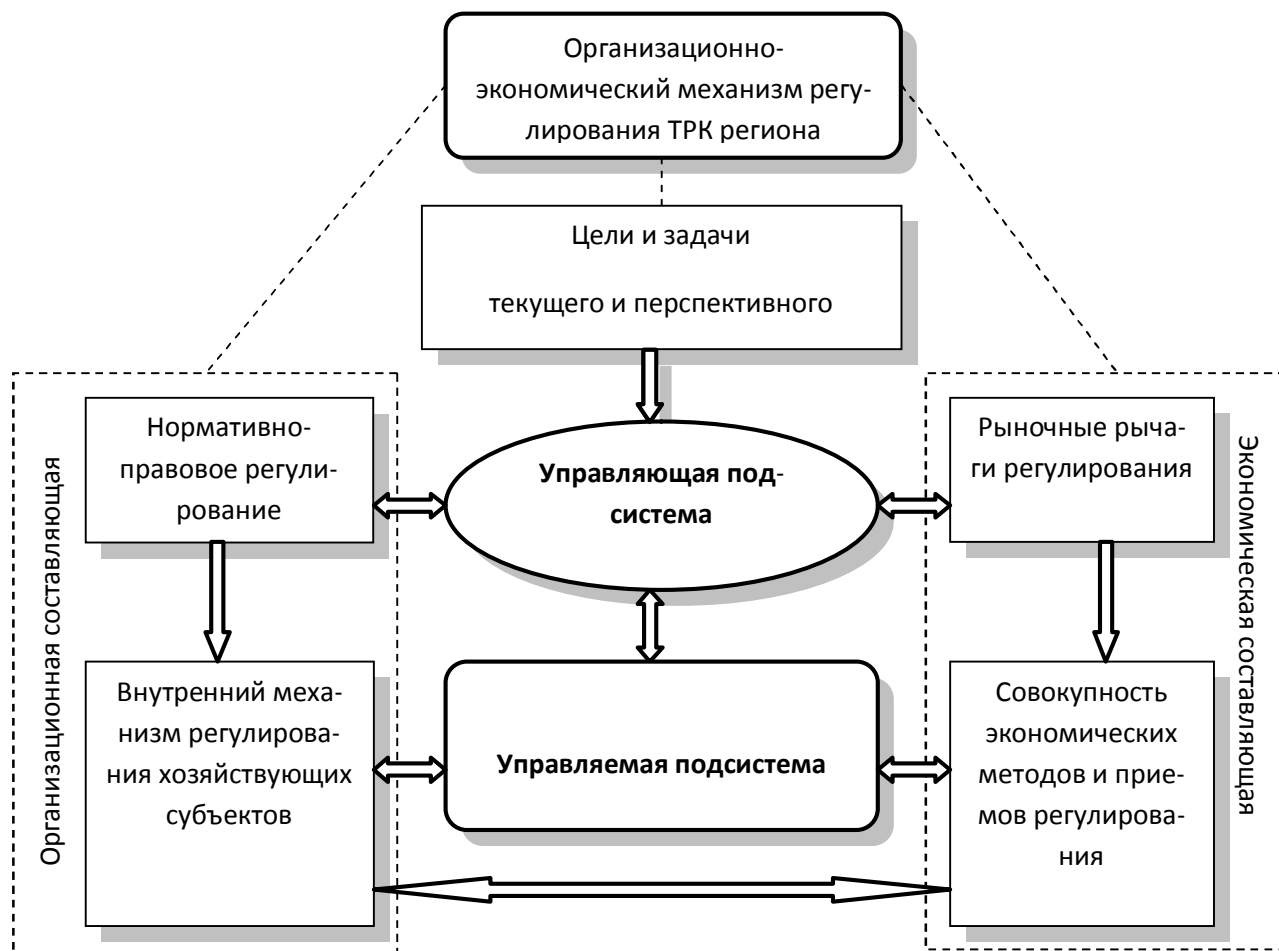 Организационно-
экономический механизм регу-
лирования ТРК региона
Цели и задачи
текущего и перспективного
Организационная составляющая
Нормативно-
правовое регули-
рование
Управляющая под-
система
Рыночные рыча-
ги регулирования
Экономическая составляющая
Внутренний меха-
низм регулирова-
ния хозяйствующих
субъектов
Управляемая подсистема
Совокупность
экономических
методов и прие-
мов регулирова-
ния